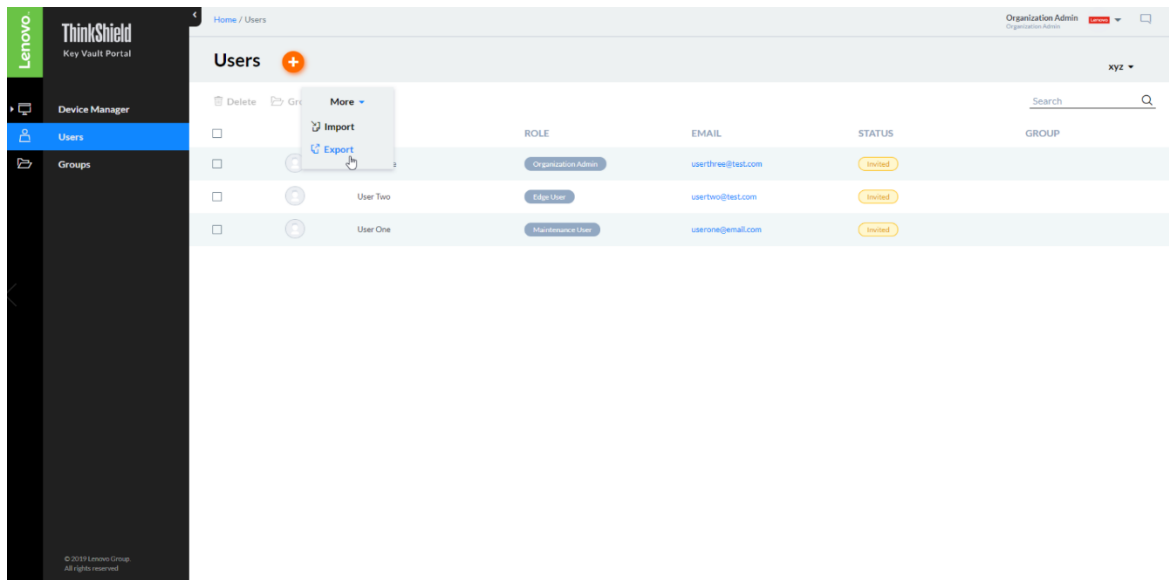 Lenovo.
ThinkShield
Key Vault Portal
Device Manager
Users
Groups
© 2019 Lenovo Group.
All rights reserved
Home / Users
Organization Admin
Organization Admin
Lenovo
Users
xyz
Delete
More
Search
Import
Export
ROLE EMAIL STATUS GROUP
Organization Admin userthree@test.com Invited
User Two Edge User usertwo@test.com Invited
User One Maintenance User userone@email.com Invited